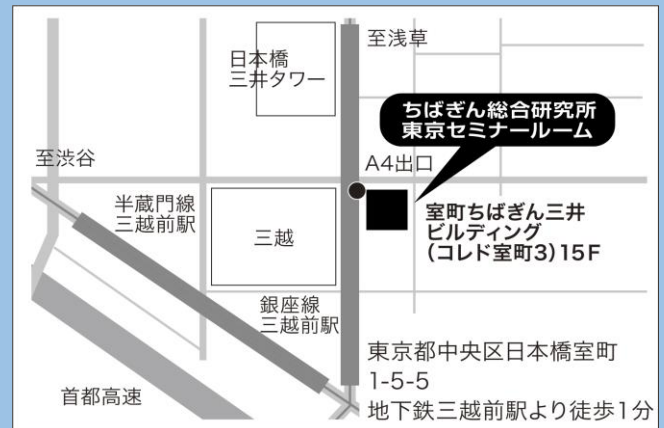 至浅草
日本橋
三井タワー
ちばぎん総合研究所
東京セミナールーム
A4出口
至渋谷
半蔵門線
三越前駅
三越
室町ちばぎん三井
ビルディング
(コレド室町3)15F
銀座線
三越前駅
東京都中央区日本橋室町
1-5-5
地下鉄三越前駅より徒歩1分
首都高速